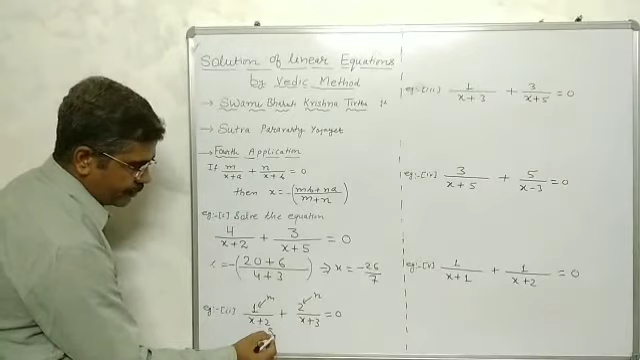 Solution of linear Equations
by Vedic Method
→ Swami Bharati Krishna Tirtha Ji
→ Sutra Paravartya Yojayet
→ Fourth Application
If m/(x+a) + n/(x+b) = 0
then x = -((mb+na)/(m+n))
eg:-(i) Solve the equation
4/(x+2) + 3/(x+5) = 0
x = -((20+6)/(4+3)) ⇒ x = -26/7
m n
eg:-(ii) 1/(x+2) + 2/(x+3) = 0
eg:-(iii) 1/(x+3) + 3/(x+5) = 0
eg:-(iv) 3/(x+5) + 5/(x-3) = 0
eg:-(v) 1/(x+1) + 1/(x+2) = 0